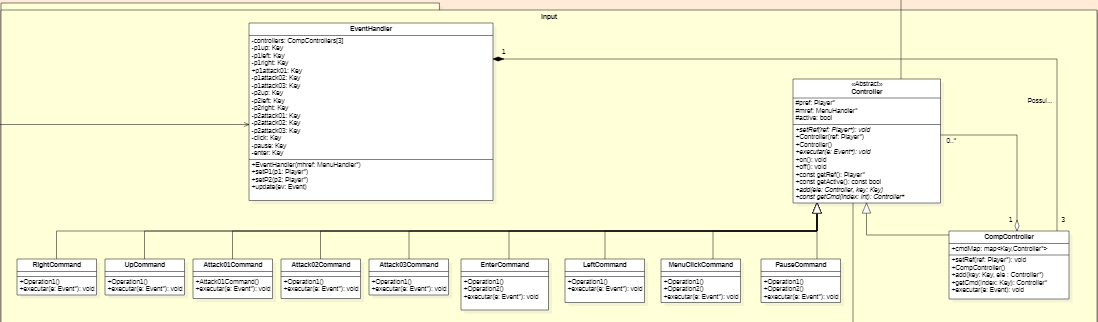 Input
EventHandler
-controllers: CompControllers[3]
-p1up: Key
-p1left: Key
-p1right: Key
+p1attack01: Key
-p1attack02: Key
-p1attack03: Key
-p2up: Key
-p2left: Key
-p2right: Key
-p2attack01: Key
-p2attack02: Key
-p2attack03: Key
-click: Key
-pause: Key
-enter: Key
+EventHandler(mhref: MenuHandler*)
+setP1(p1: Player*)
+setP2(p2: Player*)
+update(ev: Event)
1
«Abstract»
Controller
#pref: Player*
#mref: MenuHandler*
#active: bool
+setRef(ref: Player*): void
+Controller(ref: Player*)
+Controller()
+executar(e: Event*): void
+on(): void
+off(): void
+const getRef(): Player*
+const getActive(): const bool
+add(ele: Controller, key: Key)
+const getCmd(index: int): Controller*
Possui...
0..*
1
3
RightCommand
+Operation1()
+executar(e: Event*): void
UpCommand
+Operation1()
+executar(e: Event*): void
Attack01Command
+Attack01Command()
+executar(e: Event*): void
Attack02Command
+Operation1()
+executar(e: Event*): void
Attack03Command
+Operation1()
+executar(e: Event*): void
EnterCommand
+Operation1()
+Operation2()
+executar(e: Event*): void
LeftCommand
+Operation1()
+executar(e: Event*): void
MenuClickCommand
+Operation1()
+Operation2()
+executar(e: Event*): void
PauseCommand
+Operation1()
+Operation2()
+executar(e: Event*): void
CompController
+cmdMap: map<Key,Controller*>
+setRef(ref: Player*): void
+CompController()
+add(key: Key, ele : Controller*)
+getCmd(index: Key): Controller*
+executar(e: Event): void